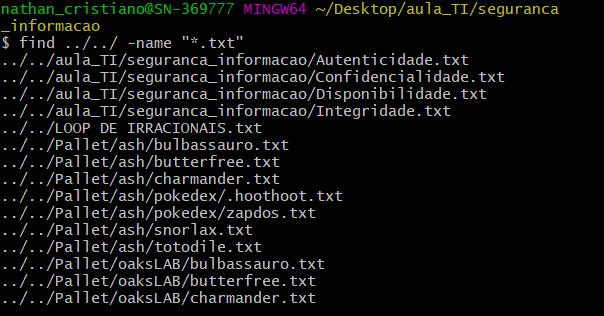 nathan_cristiano@SN-369777 MINGW64 ~/Desktop/aula_TI/seguranca
_informacao
$ find ../../ -name "*.txt"
../../aula_TI/seguranca_informacao/Autenticidade.txt
../../aula_TI/seguranca_informacao/Confidencialidade.txt
../../aula_TI/seguranca_informacao/Disponibilidade.txt
../../aula_TI/seguranca_informacao/Integridade.txt
../../LOOP DE IRRACIONAIS.txt
../../Pallet/ash/bulbassauro.txt
../../Pallet/ash/butterfree.txt
../../Pallet/ash/charmander.txt
../../Pallet/ash/pokedex/.hoothoot.txt
../../Pallet/ash/pokedex/zapdos.txt
../../Pallet/ash/snorlax.txt
../../Pallet/ash/totodile.txt
../../Pallet/oaksLAB/bulbassauro.txt
../../Pallet/oaksLAB/butterfree.txt
../../Pallet/oaksLAB/charmander.txt